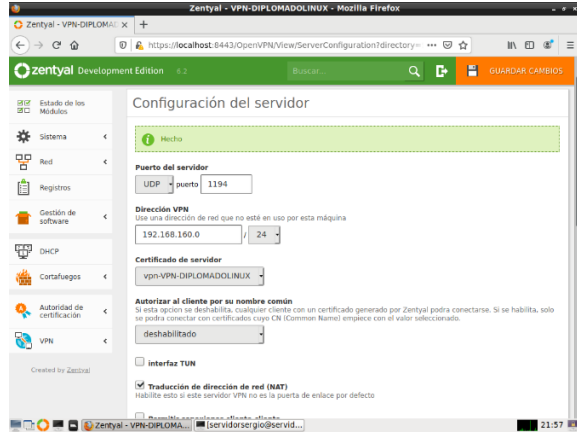 Zentyal - VPN-DIPLOMADOLINUX - Mozilla Firefox
Zentyal - VPN-DIPLOMAD
https://localhost:8443/OpenVPN/View/ServerConfiguration?directory=
zentyal Development Edition 6.2
Buscar...
GUARDAR CAMBIOS
Estado de los
Módulos
Sistema
Red
Registros
Gestión de
software
DHCP
Cortafuegos
Autoridad de
certificación
VPN
Created by Zentyal
Configuración del servidor
Hecho
Puerto del servidor
UDP puerto 1194
Dirección VPN
Use una dirección de red que no esté en uso por esta máquina
192.168.160.0 / 24
Certificado de servidor
vpn-VPN-DIPLOMADOLINUX
Autorizar al cliente por su nombre común
Si esta opcion se deshabilita, cualquier cliente con un certificado generado por Zentyal podra conectarse. Si se habilita, solo
se podra conectar con certificados cuyo CN (Common Name) empiece con el valor seleccionado.
deshabilitado
interfaz TUN
Traducción de dirección de red (NAT)
Habilite esto si este servidor VPN no es la puerta de enlace por defecto
Permitir conexiones cliente-cliente
Zentyal - VPN-DIPLOMA... [servidorsergio@servid... 21:57